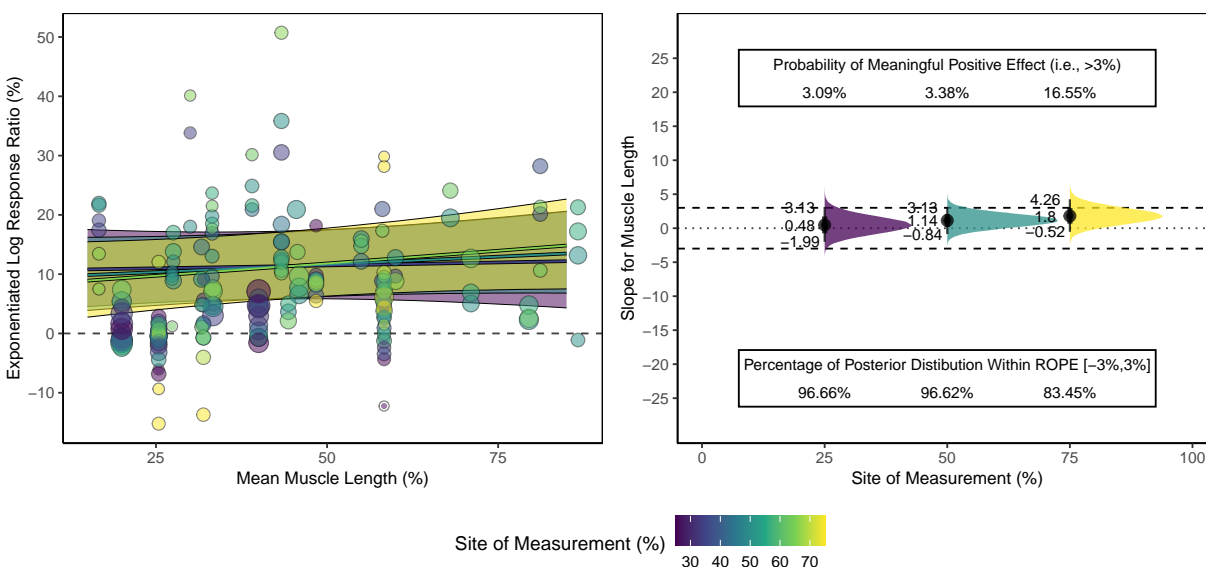 50
40
30
20
10
0
−10
Exponentiated Log Response Ratio (%)
25
50
75
Mean Muscle Length (%)
25
20
15
10
5
0
−5
−10
−15
−20
−25
Slope for Muscle Length
Probability of Meaningful Positive Effect (i.e., >3%)
3.09% 3.38% 16.55%
3.13
0.48
−1.99
3.13
1.14
−0.84
4.26
1.8
−0.52
Percentage of Posterior Distibution Within ROPE [−3%,3%]
96.66% 96.62% 83.45%
0 25 50 75 100
Site of Measurement (%)
Site of Measurement (%)
30 40 50 60 70